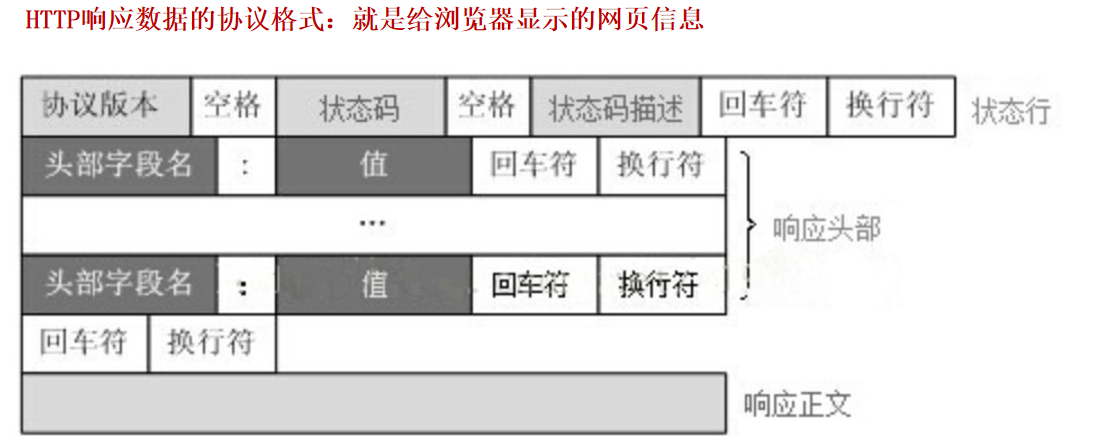 HTTP响应数据的协议格式：就是给浏览器显示的网页信息
协议版本 空格 状态码 空格 状态码描述 回车符 换行符 状态行
头部字段名 : 值 回车符 换行符
... 响应头部
头部字段名 : 值 回车符 换行符
回车符 换行符
响应正文